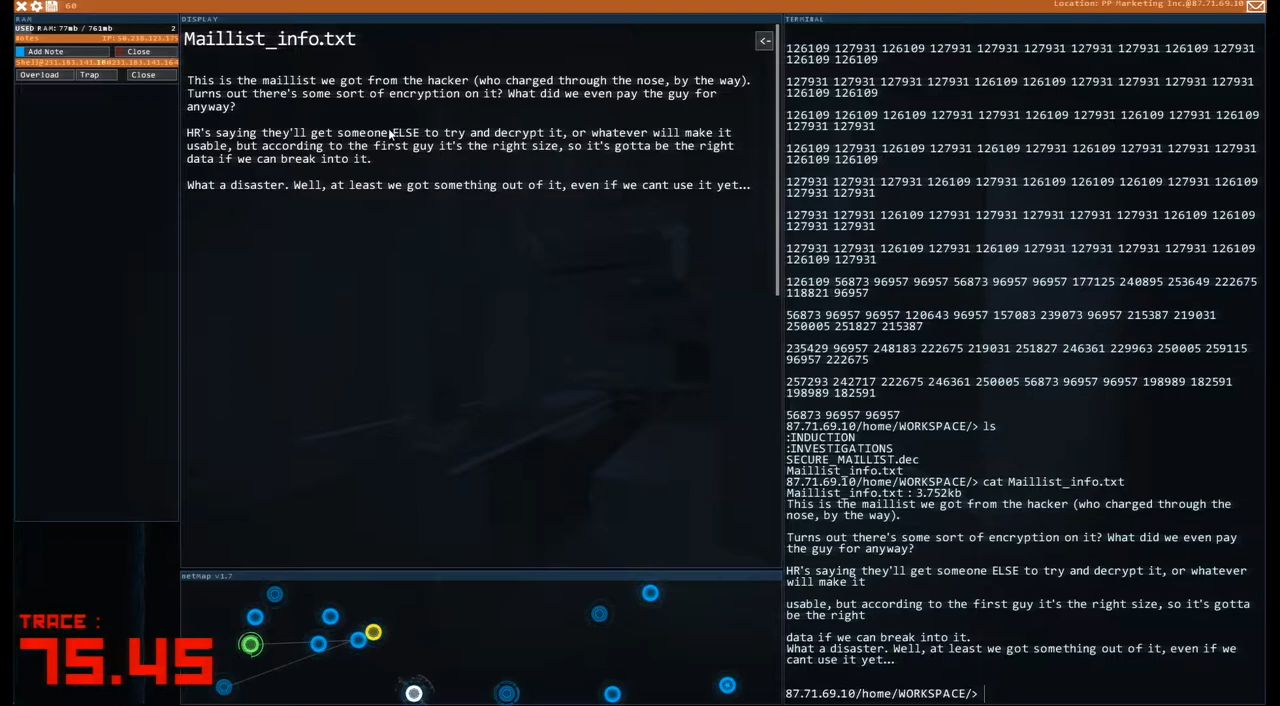 60
Location: PP Marketing Inc.@87.71.69.10
RAM
USED RAM: 77mb / 761mb 2
Notes IP: 50.238.123.175
Add Note Close
Overload Trap Close
DISPLAY
Maillist_info.txt
<-
This is the maillist we got from the hacker (who charged through the nose, by the way).
Turns out there's some sort of encryption on it? What did we even pay the guy for
anyway?
HR's saying they'll get someone ELSE to try and decrypt it, or whatever will make it
usable, but according to the first guy it's the right size, so it's gotta be the right
data if we can break into it.
What a disaster. Well, at least we got something out of it, even if we cant use it yet...
netMap v1.7
TRACE :
75.45
TERMINAL
126109 127931 126109 127931 127931 127931 127931 127931 126109 127931
126109 126109
127931 127931 126109 127931 126109 126109 127931 127931 126109 127931
126109 126109
126109 126109 127931 126109 127931 127931 126109 127931 126109 126109
127931 127931
126109 126109 127931 126109 127931 126109 126109 127931 126109 127931
126109 126109
127931 127931 126109 127931 127931 126109 126109 126109 127931 126109
127931 127931
127931 127931 126109 127931 127931 127931 127931 127931 126109 126109
127931 127931
127931 127931 126109 127931 126109 127931 127931 127931 127931 126109
126109 127931
126109 56873 96957 96957 56873 96957 96957 177125 240895 253649 222675
118821 96957
56873 96957 96957 120643 96957 157083 239073 96957 215387 219031
250005 251827 215387
235429 96957 248183 222675 219031 251827 246361 229963 250005 259115
96957 222675
257293 242717 222675 246361 250005 56873 96957 96957 198989 182591
198989 182591
56873 96957 96957
87.71.69.10/home/WORKSPACE/> ls
:INDUCTION
:INVESTIGATIONS
SECURE_MAILLIST.dec
Maillist_info.txt
87.71.69.10/home/WORKSPACE/> cat Maillist_info.txt
Maillist_info.txt : 3.752kb
This is the maillist we got from the hacker (who charged through the
nose, by the way).
Turns out there's some sort of encryption on it? What did we even pay
the guy for anyway?
HR's saying they'll get someone ELSE to try and decrypt it, or whatever
will make it
usable, but according to the first guy it's the right size, so it's gotta
be the right
data if we can break into it.
What a disaster. Well, at least we got something out of it, even if we
cant use it yet...
87.71.69.10/home/WORKSPACE/>